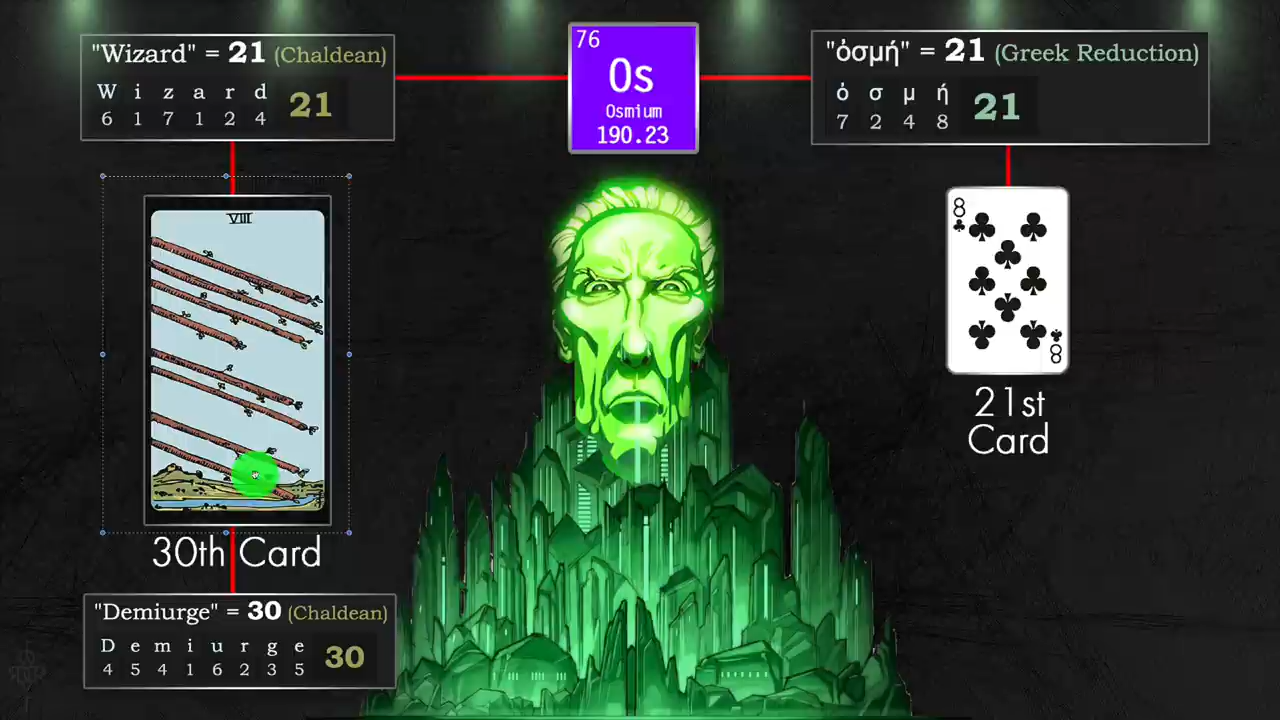 "Wizard" = 21 (Chaldean)
W i z a r d
6 1 7 1 2 4
21
76
Os
Osmium
190.23
"ὀσμή" = 21 (Greek Reduction)
ὀ σ μ ή
7 2 4 8
21
VIII
30th Card
8
8
21st
Card
"Demiurge" = 30 (Chaldean)
D e m i u r g e
4 5 4 1 6 2 3 5
30